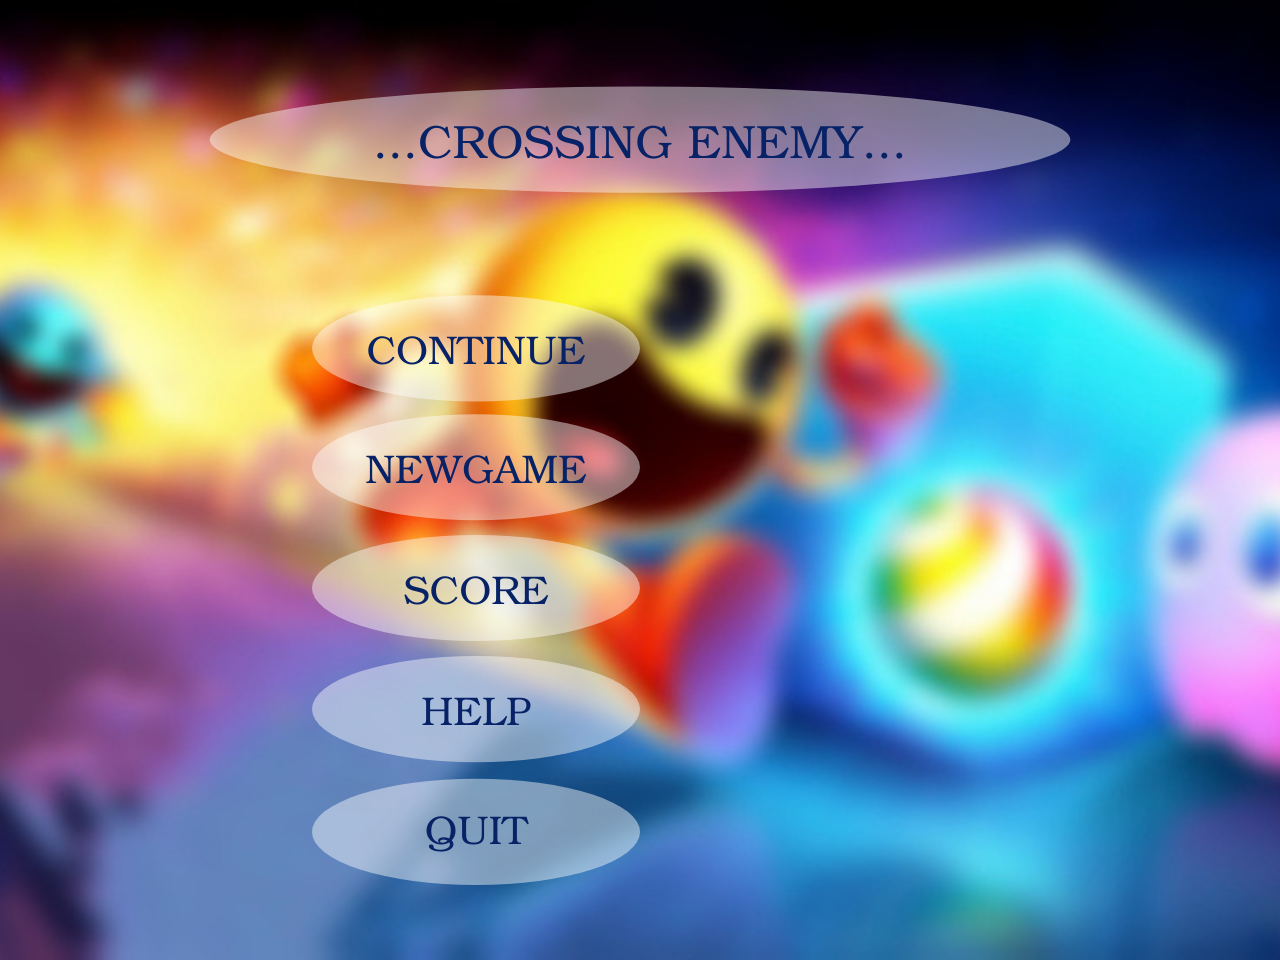 ...CROSSING ENEMY...
CONTINUE
NEWGAME
SCORE
HELP
QUIT